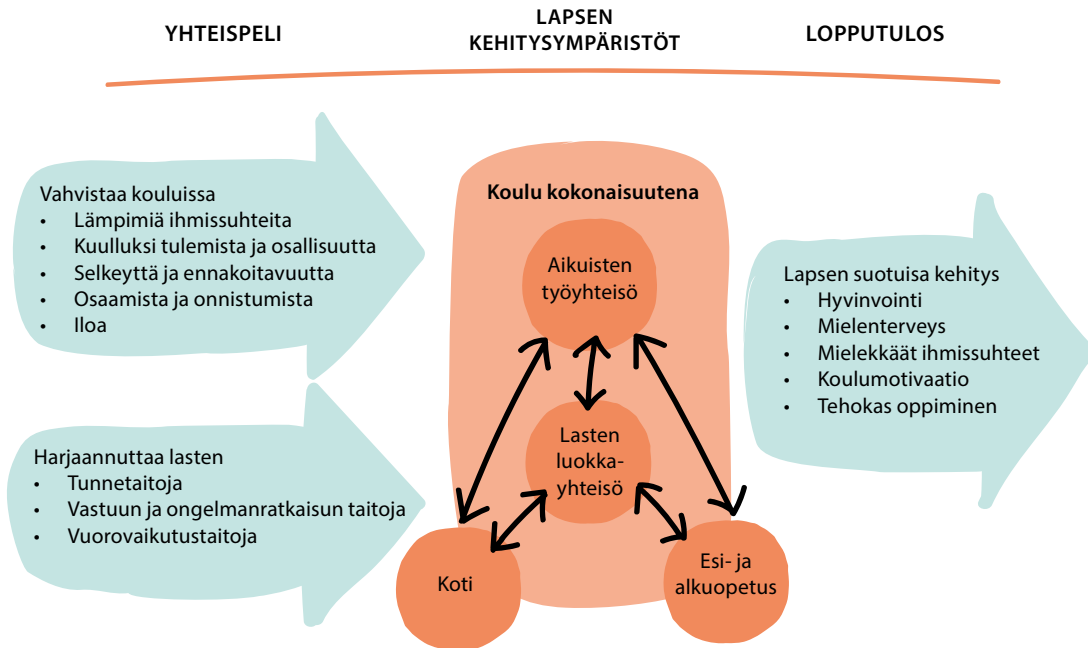 YHTEISPELI
LAPSEN
KEHITYSYMPÄRISTÖT
LOPPUTULOS
Vahvistaa kouluissa
• Lämpimiä ihmissuhteita
• Kuulluksi tulemista ja osallisuutta
• Selkeyttä ja ennakoitavuutta
• Osaamista ja onnistumista
• Iloa
Harjaannuttaa lasten
• Tunnetaitoja
• Vastuun ja ongelmanratkaisun taitoja
• Vuorovaikutustaitoja
Koulu kokonaisuutena
Aikuisten
työyhteisö
Lasten
luokka-
yhteisö
Koti
Esi- ja
alkuopetus
Lapsen suotuisa kehitys
• Hyvinvointi
• Mielenterveys
• Mielekkäät ihmissuhteet
• Koulumotivaatio
• Tehokas oppiminen